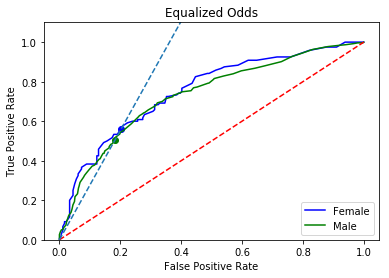 Equalized Odds
True Positive Rate
1.0
0.8
0.6
0.4
0.2
0.0
0.0 0.2 0.4 0.6 0.8 1.0
False Positive Rate
Female
Male